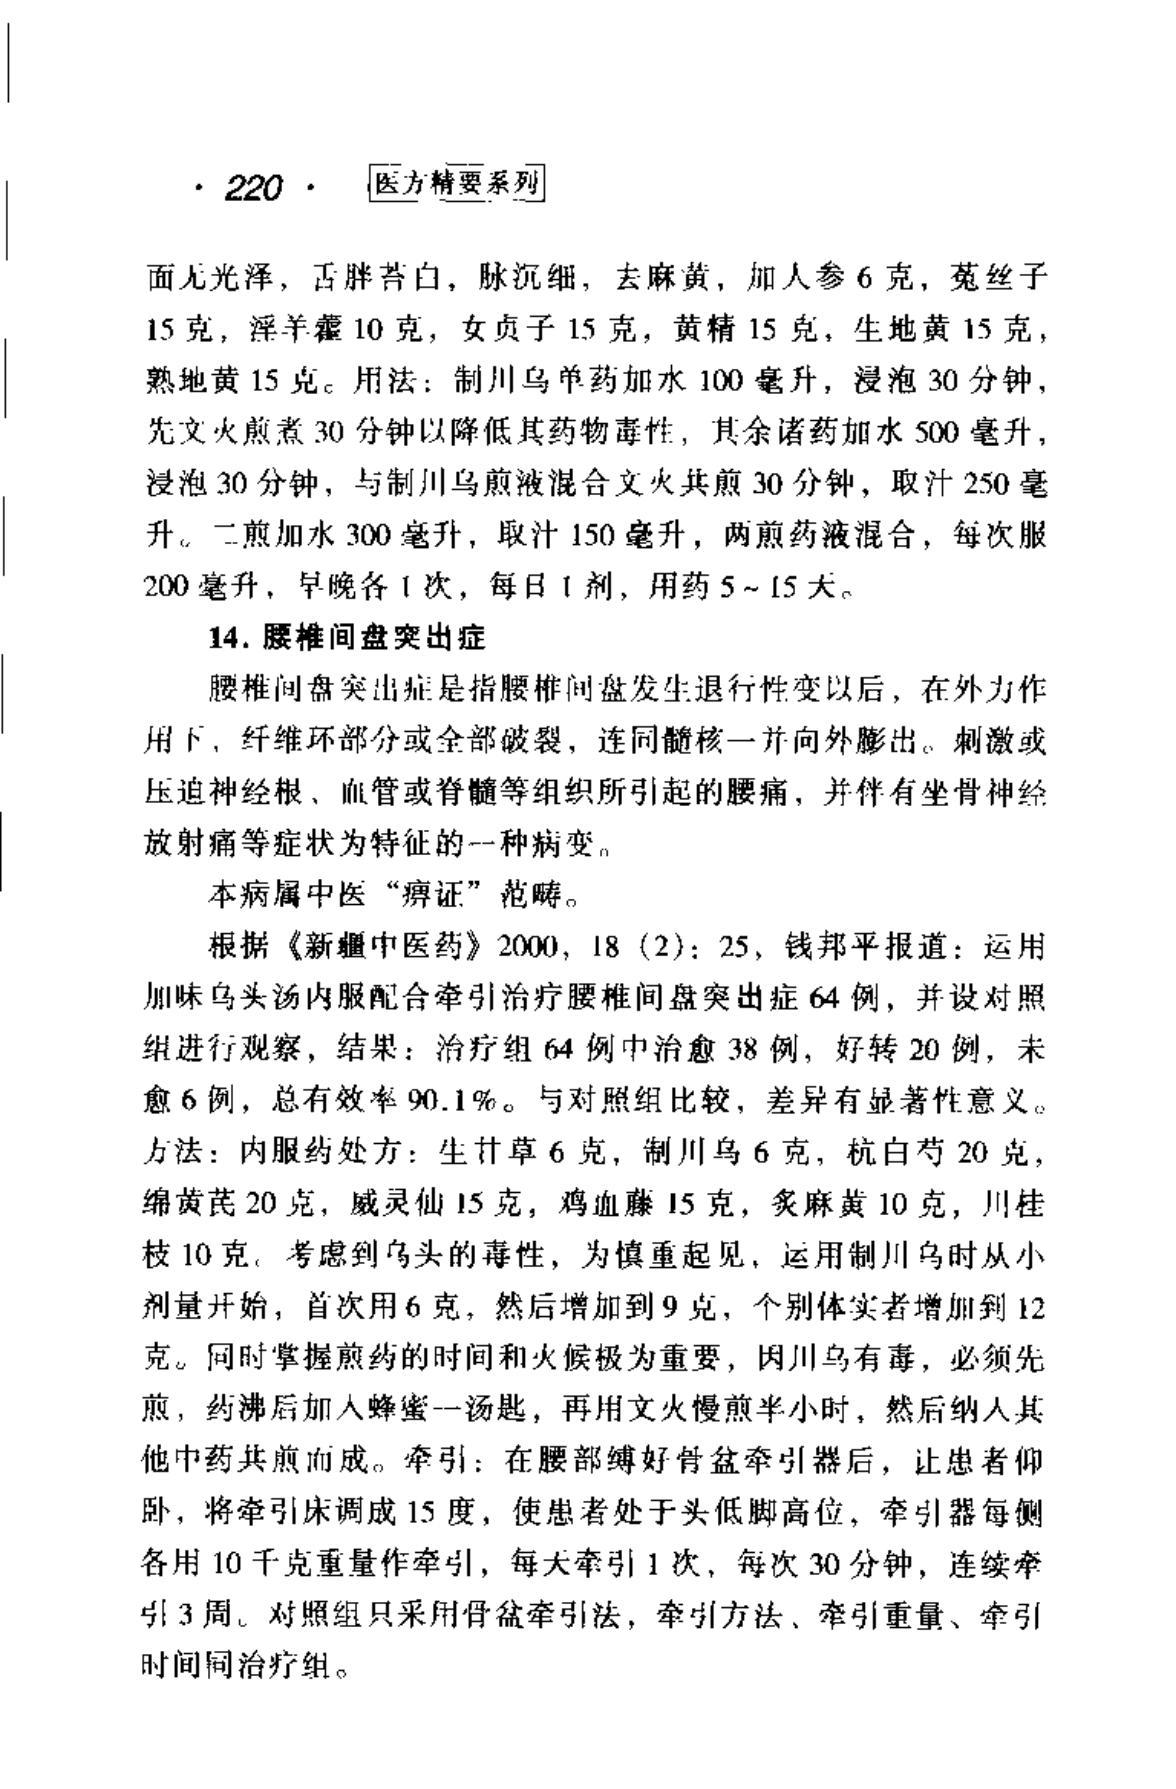 · 220 · 医方精要系列
面无光泽，舌胖苔白，脉沉细，去麻黄，加人参 6 克，菟丝子
15 克，淫羊藿 10 克，女贞子 15 克，黄精 15 克，生地黄 15 克，
熟地黄 15 克。用法：制川乌单药加水 100 毫升，浸泡 30 分钟，
先文火煎煮 30 分钟以降低其药物毒性，其余诸药加水 500 毫升，
浸泡 30 分钟，与制川乌煎液混合文火共煎 30 分钟，取汁 250 毫
升。二煎加水 300 毫升，取汁 150 毫升，两煎药液混合，每次服
200 毫升，早晚各 1 次，每日 1 剂，用药 5～15 天。
14. 腰椎间盘突出症
腰椎间盘突出症是指腰椎间盘发生退行性变以后，在外力作
用下，纤维环部分或全部破裂，连同髓核一并向外膨出。刺激或
压迫神经根、血管或脊髓等组织所引起的腰痛，并伴有坐骨神经
放射痛等症状为特征的一种病变。
本病属中医“痹证”范畴。
根据《新疆中医药》2000，18（2）：25，钱邦平报道：运用
加味乌头汤内服配合牵引治疗腰椎间盘突出症 64 例，并设对照
组进行观察，结果：治疗组 64 例中治愈 38 例，好转 20 例，未
愈 6 例，总有效率 90.1%。与对照组比较，差异有显著性意义。
方法：内服药处方：生甘草 6 克，制川乌 6 克，杭白芍 20 克，
绵黄芪 20 克，威灵仙 15 克，鸡血藤 15 克，炙麻黄 10 克，川桂
枝 10 克。考虑到乌头的毒性，为慎重起见，运用制川乌时从小
剂量开始，首次用 6 克，然后增加到 9 克，个别体实者增加到 12
克。同时掌握煎药的时间和火候极为重要，因川乌有毒，必须先
煎，药沸后加入蜂蜜一汤匙，再用文火慢煎半小时，然后纳入其
他中药共煎而成。牵引：在腰部缚好骨盆牵引器后，让患者仰
卧，将牵引床调成 15 度，使患者处于头低脚高位，牵引器每侧
各用 10 千克重量作牵引，每天牵引 1 次，每次 30 分钟，连续牵
引 3 周。对照组只采用骨盆牵引法，牵引方法、牵引重量、牵引
时间同治疗组。